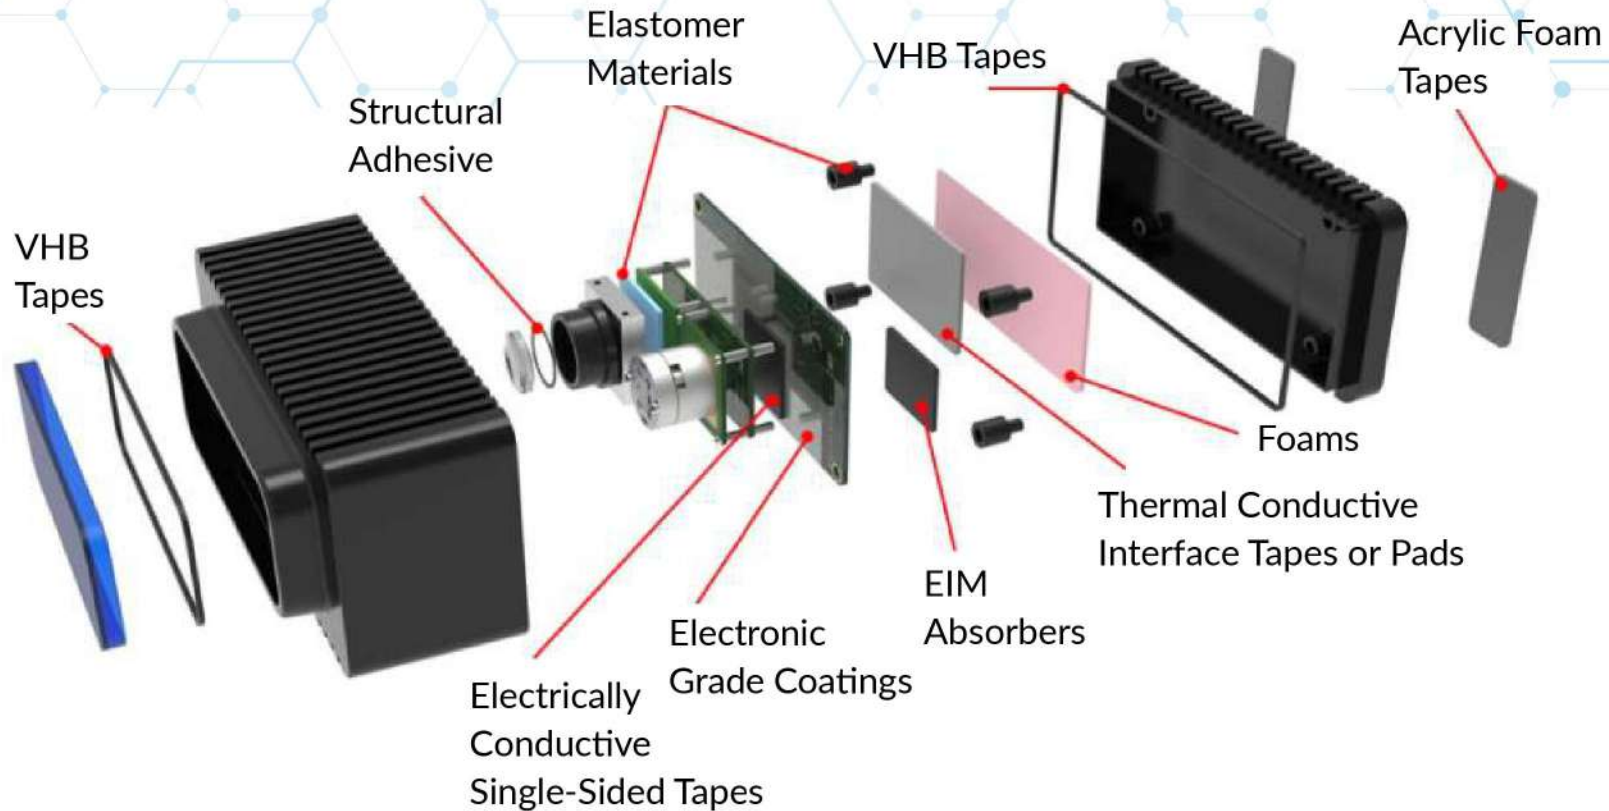 Elastomer
Materials
VHB Tapes
Acrylic Foam
Tapes
Structural
Adhesive
VHB
Tapes
Foams
Thermal Conductive
Interface Tapes or Pads
EIM
Absorbers
Electronic
Grade Coatings
Electrically
Conductive
Single-Sided Tapes